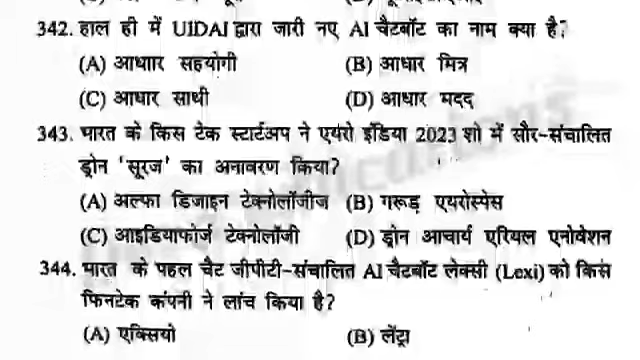 342. हाल ही में UIDAI द्वारा जारी नए AI चैटबॉट का नाम क्या है?
(A) आधाार सहयोगी (B) आधार मित्र
(C) आधार साथी (D) आधार मदद
343. भारत के किस टेक स्टार्टअप ने एयरो इंडिया 2023 शो में सौर-संचालित
ड्रोन 'सूरज' का अनावरण किया?
(A) अल्फा डिजाइन टेक्नोलॉजीज (B) गरूड़ एयरोस्पेस
(C) आइडियाफोर्ज टेक्नोलॉजी (D) ड्रोन आचार्य एरियल एनोवेशन
344. भारत के पहल चैट जीपीटी-संचालित AI चैटबॉट लेक्सी (Lexi) को किस
फिनटेक कंपनी ने लांच किया है?
(A) एक्सियो (B) लेंट्रा